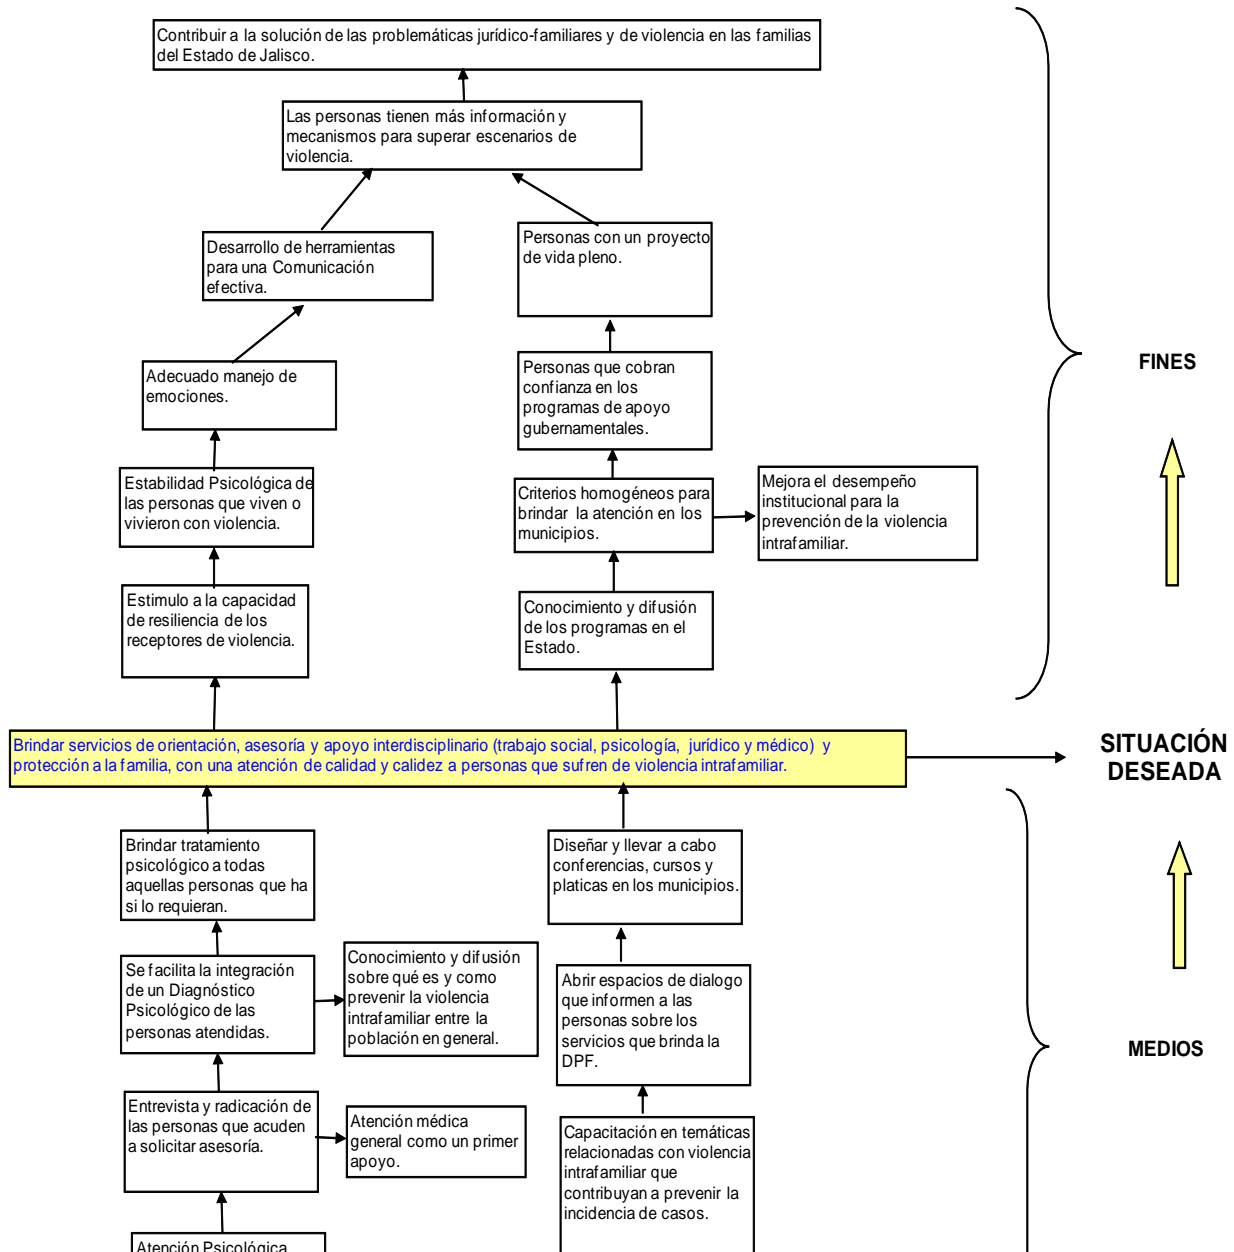 Contribuir a la solución de las problemáticas jurídico-familiares y de violencia en las familias
del Estado de Jalisco.
Las personas tienen más información y
mecanismos para superar escenarios de
violencia.
Desarrollo de herramientas
para una Comunicación
efectiva.
Personas con un proyecto
de vida pleno.
Adecuado manejo de
emociones.
Personas que cobran
confianza en los
programas de apoyo
gubernamentales.
FINES
Estabilidad Psicológica de
las personas que viven o
vivieron con violencia.
Criterios homogéneos para
brindar la atención en los
municipios.
Mejora el desempeño
institucional para la
prevención de la violencia
intrafamiliar.
Estimulo a la capacidad
de resiliencia de los
receptores de violencia.
Conocimiento y difusión
de los programas en el
Estado.
Brindar servicios de orientación, asesoría y apoyo interdisciplinario (trabajo social, psicología, jurídico y médico) y
protección a la familia, con una atención de calidad y calidez a personas que sufren de violencia intrafamiliar.
SITUACIÓN
DESEADA
Brindar tratamiento
psicológico a todas
aquellas personas que ha
si lo requieran.
Diseñar y llevar a cabo
conferencias, cursos y
platicas en los municipios.
Se facilita la integración
de un Diagnóstico
Psicológico de las
personas atendidas.
Conocimiento y difusión
sobre qué es y como
prevenir la violencia
intrafamiliar entre la
población en general.
Abrir espacios de dialogo
que informen a las
personas sobre los
servicios que brinda la
DPF.
MEDIOS
Entrevista y radicación de
las personas que acuden
a solicitar asesoría.
Atención médica
general como un primer
apoyo.
Capacitación en temáticas
relacionadas con violencia
intrafamiliar que
contribuyan a prevenir la
incidencia de casos.
Atención Psicológica